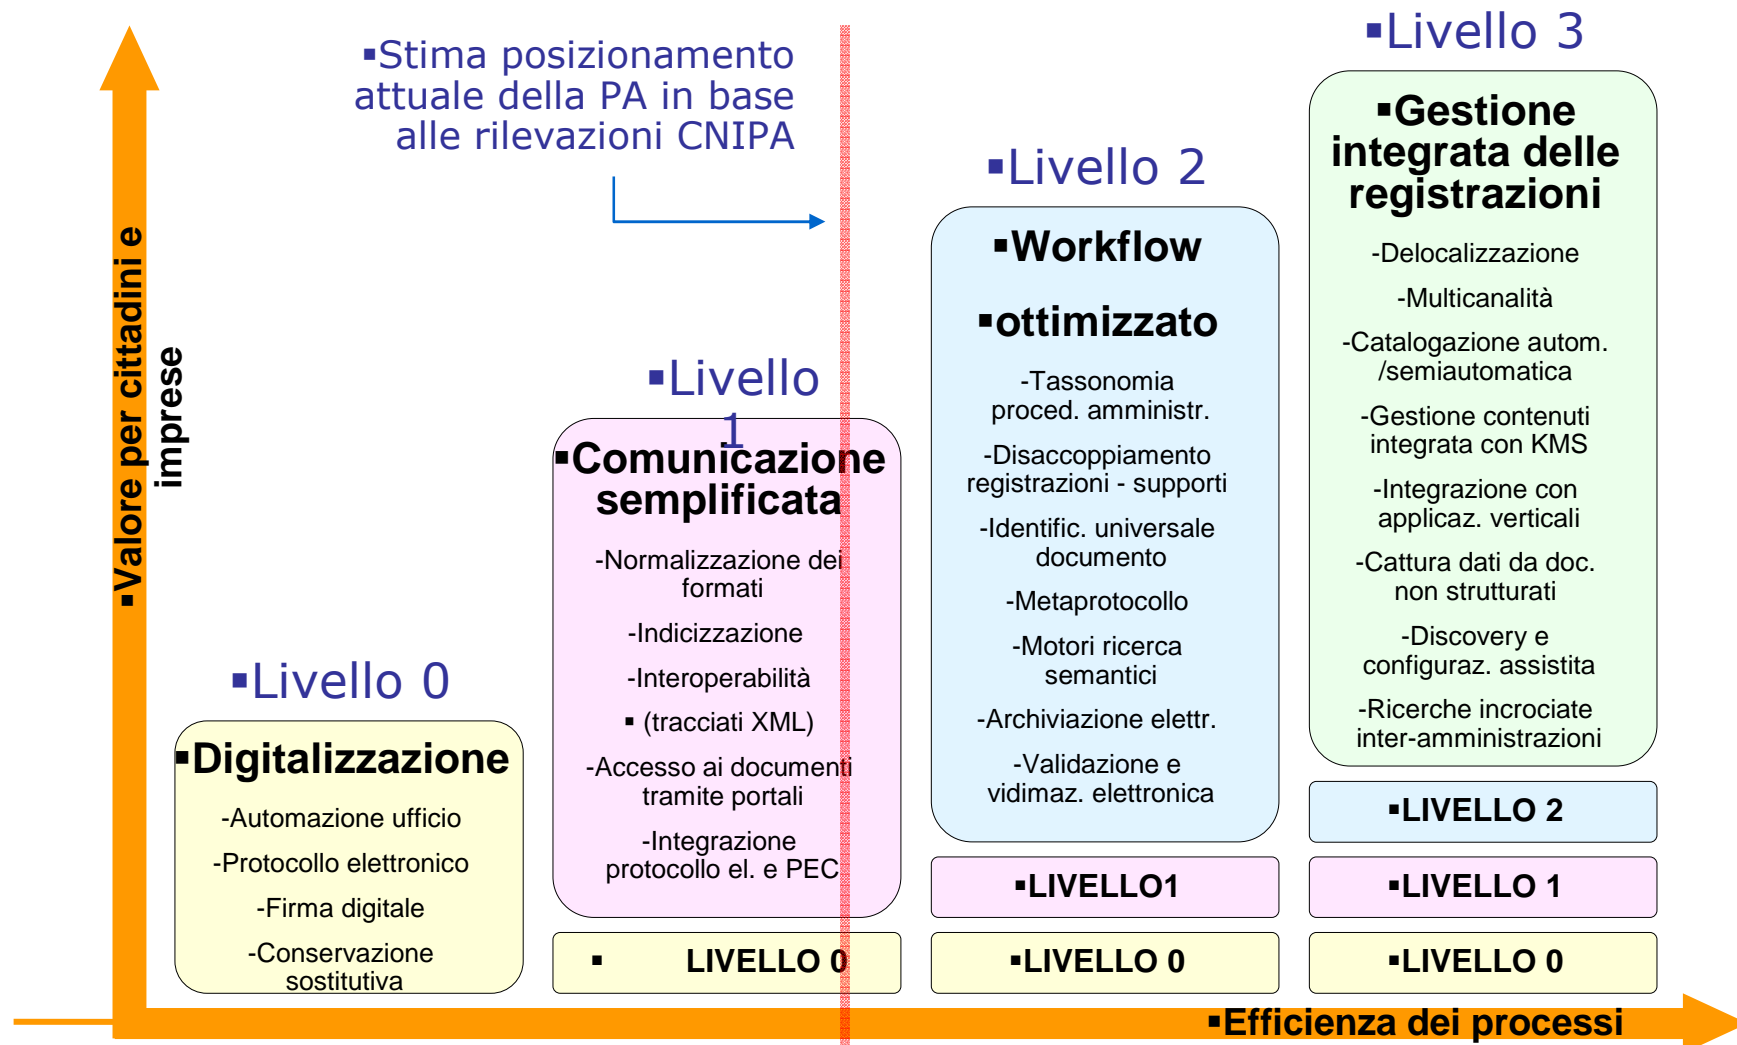 ▪Stima posizionamento
attuale della PA in base
alle rilevazioni CNIPA
▪Valore per cittadini e
imprese
▪Livello 0
▪Digitalizzazione
-Automazione ufficio
-Protocollo elettronico
-Firma digitale
-Conservazione
sostitutiva
▪Livello
1
▪Comunicazione
semplificata
-Normalizzazione dei
formati
-Indicizzazione
-Interoperabilità
▪ (tracciati XML)
-Accesso ai documenti
tramite portali
-Integrazione
protocollo el. e PEC
▪ LIVELLO 0
▪Livello 2
▪Workflow
▪ottimizzato
-Tassonomia
proced. amministr.
-Disaccoppiamento
registrazioni - supporti
-Identific. universale
documento
-Metaprotocollo
-Motori ricerca
semantici
-Archiviazione elettr.
-Validazione e
vidimaz. elettronica
▪LIVELLO1
▪LIVELLO 0
▪Livello 3
▪Gestione
integrata delle
registrazioni
-Delocalizzazione
-Multicanalità
-Catalogazione autom.
/semiautomatica
-Gestione contenuti
integrata con KMS
-Integrazione con
applicaz. verticali
-Cattura dati da doc.
non strutturati
-Discovery e
configuraz. assistita
-Ricerche incrociate
inter-amministrazioni
▪LIVELLO 2
▪LIVELLO 1
▪LIVELLO 0
▪Efficienza dei processi